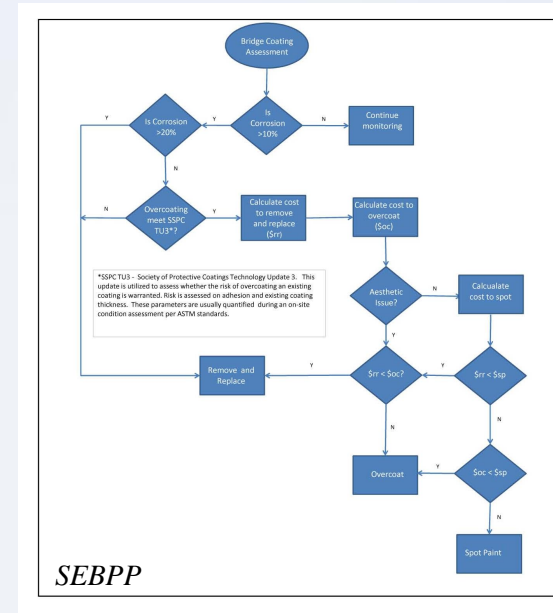 Bridge Coating
Assessment
Is Corrosion
>20%
Y
Is
Corrosion
>10%
N
Continue
monitoring
Y
N
N
Overcoating
meet SSPC
TU3*?
Y
Calculate cost
to remove
and replace
($rr)
Calculate cost to
overcoat
($oc)
*SSPC TU3 - Society of Protective Coatings Technology Update 3. This
update is utilized to assess whether the risk of overcoating an existing
coating is warranted. Risk is assessed on adhesion and existing coating
thickness. These parameters are usually quantified during an on-site
condition assessment per ASTM standards.
Aesthetic
Issue?
N
Calcualate
cost to spot
Y
Remove and
Replace
Y
$rr < $oc?
Y
$rr < $sp
N
N
Overcoat
Y
$oc < $sp
N
Spot Paint
SEBPP